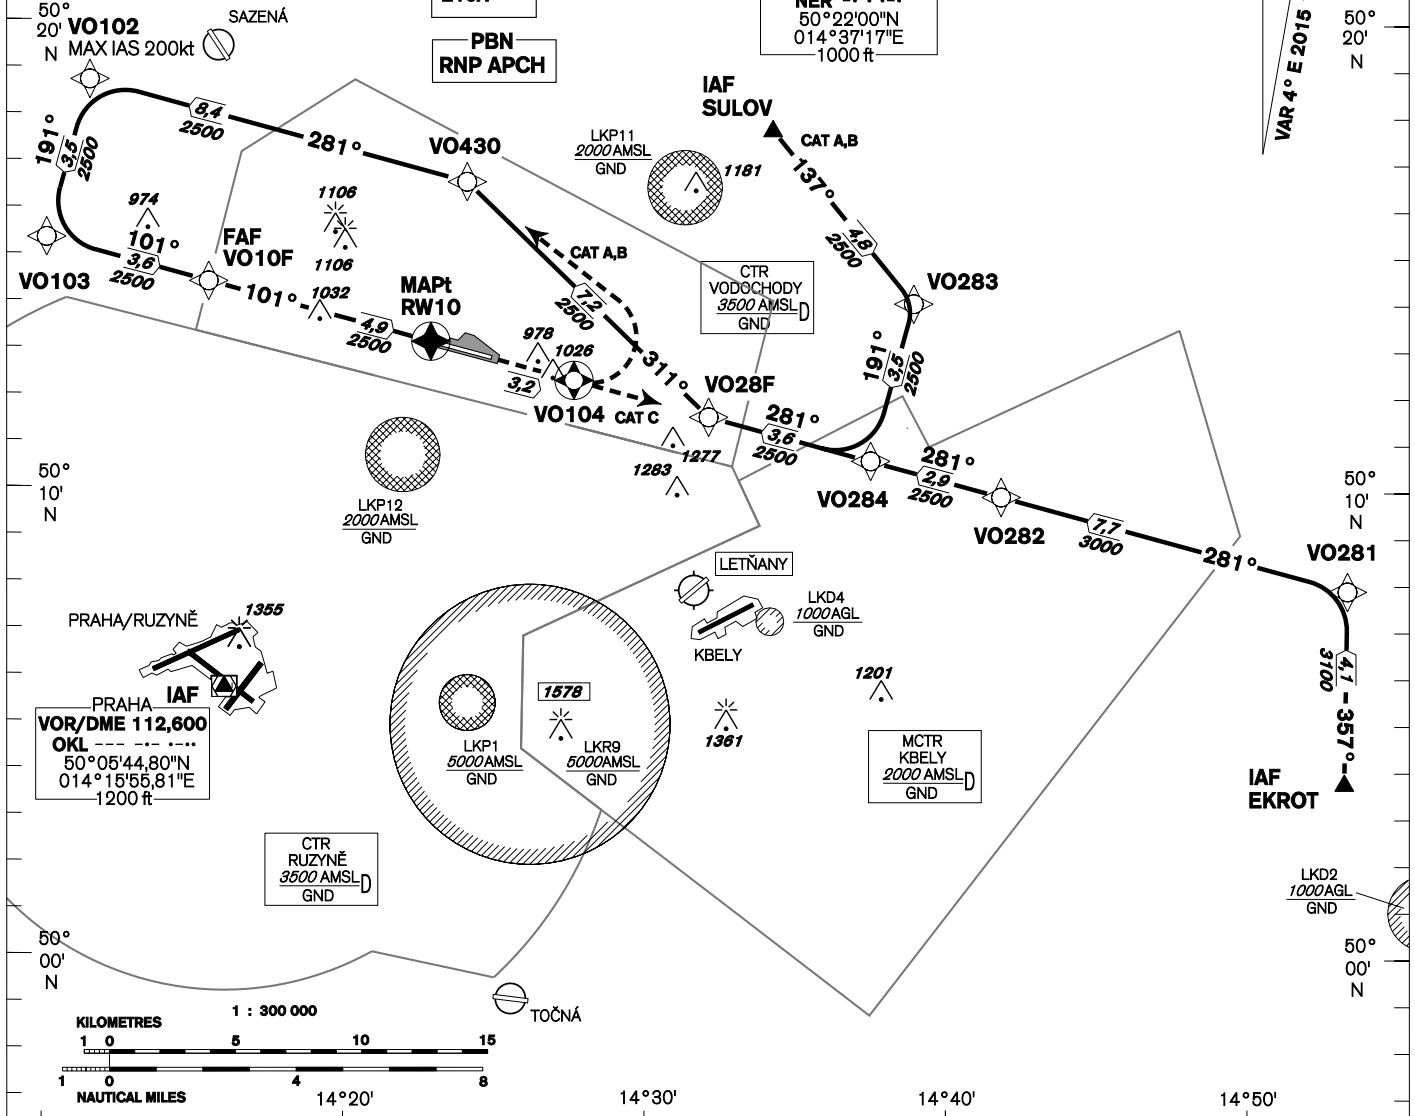 50°
20'
N
VO102
MAX IAS 200kt
SAZENÁ
PBN
RNP APCH
50°22'00"N
014°37'17"E
1000 ft
VAR 4° E 2015
50°
20'
N
IAF
SULOV
CAT A,B
137°
4,8
2500
LKP11
2000 AMSL
GND
1181
8,4
2500
281°
VO430
191°
3,5
2500
974
1106
1106
VO103
101°
3,6
2500
FAF
VO10F
101°
1032
4,9
2500
MAPt
RW10
CAT A,B
7,2
2500
311°
978
1026
3,2
VO104
CAT C
CTR
VODOCHODY
3500 AMSL
GND
D
VO283
191°
3,5
2500
VO28F
281°
3,6
2500
VO284
281°
2,9
2500
VO282
7,7
3000
281°
VO281
4,1
3100
357°
IAF
EKROT
1277
1283
50°
10'
N
50°
10'
N
LKP12
2000 AMSL
GND
LETŇANY
LKD4
1000 AGL
GND
KBELY
PRAHA/RUZYNĚ
1355
IAF
PRAHA
VOR/DME 112,600
OKL --- -·- ·-··
50°05'44,80"N
014°15'55,81"E
1200 ft
1578
LKP1
5000 AMSL
GND
LKR9
5000 AMSL
GND
1361
1201
MCTR
KBELY
2000 AMSL
GND
D
CTR
RUZYNĚ
3500 AMSL
GND
D
LKD2
1000 AGL
GND
50°
00'
N
50°
00'
N
TOČNÁ
1 : 300 000
KILOMETRES
1 0 5 10 15
1 0 4 8
NAUTICAL MILES
14°20'
14°30'
14°40'
14°50'